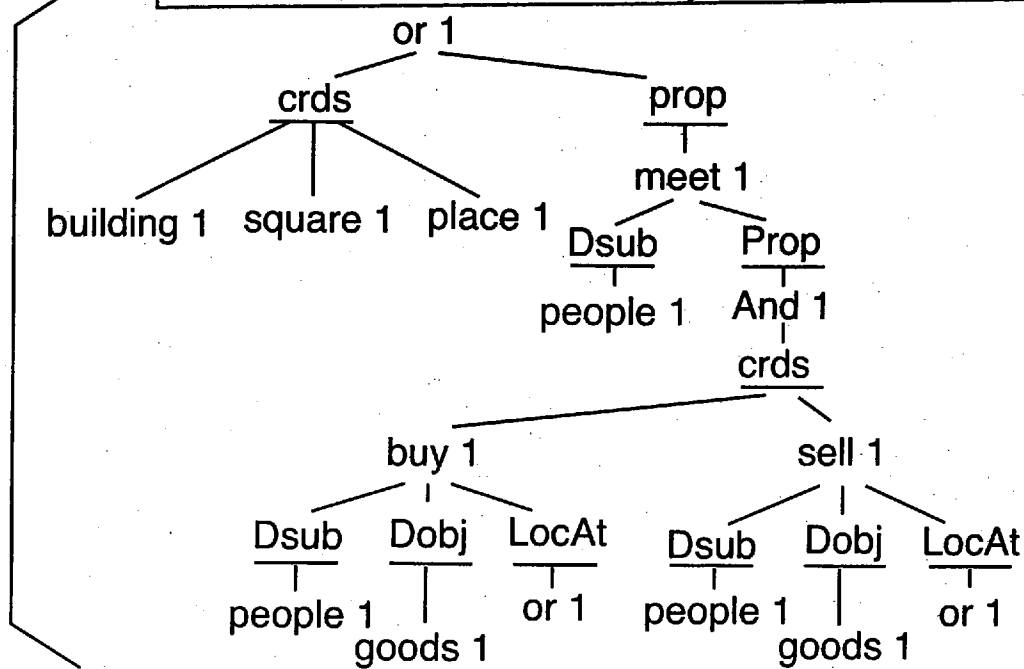 or 1
crds prop
meet 1
building 1 square 1 place 1
Dsub Prop
people 1 And 1
crds
buy 1 sell 1
Dsub Dobj LocAt Dsub Dobj LocAt
people 1 or 1 people 1 or 1
goods 1 goods 1